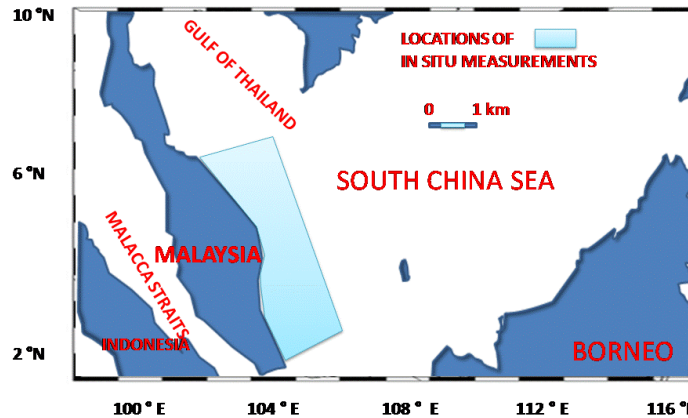 10 °N
GULF OF THAILAND
LOCATIONS OF
IN SITU MEASUREMENTS
0 1 km
6 °N
SOUTH CHINA SEA
MALACCA STRAITS
MALAYSIA
INDONESIA
BORNEO
2 °N
100 °E 104 °E 108 °E 112 °E 116 °E